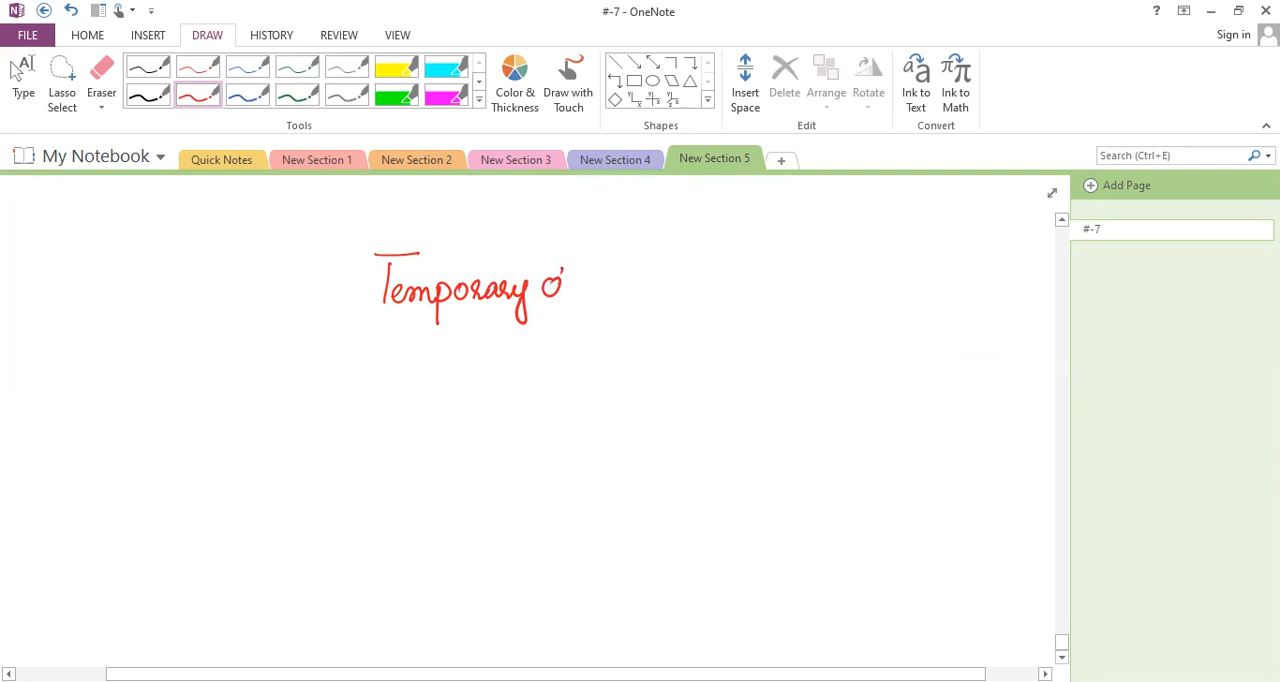 #-7 - OneNote
?
FILE HOME INSERT DRAW HISTORY REVIEW VIEW Sign in
Type Lasso Select Eraser Color & Thickness Draw with Touch Insert Space Delete Arrange Rotate Ink to Text Ink to Math
Tools Shapes Edit Convert
My Notebook Quick Notes New Section 1 New Section 2 New Section 3 New Section 4 New Section 5 + Search (Ctrl+E)
Add Page
#-7
Temporary o